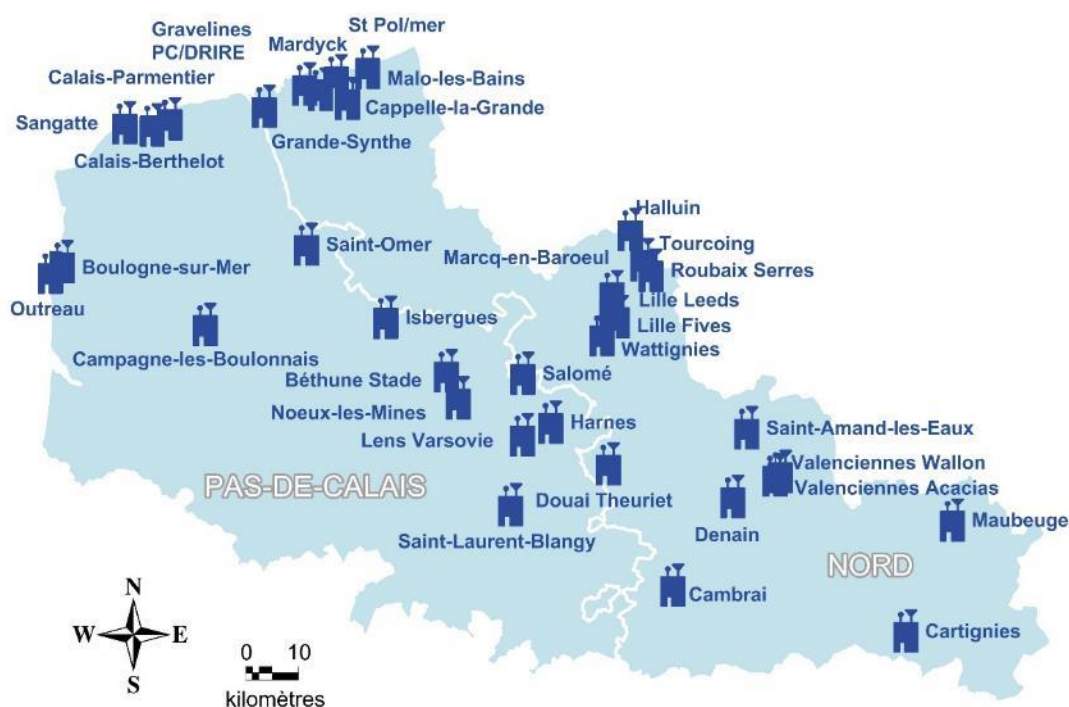 St Pol/mer
Gravelines
PC/DRIRE
Mardyck
Calais-Parmentier
Malo-les-Bains
Cappelle-la-Grande
Sangatte
Grande-Synthe
Calais-Berthelot
Halluin
Saint-Omer
Tourcoing
Marcq-en-Baroeul
Boulogne-sur-Mer
Roubaix Serres
Outreau
Lille Leeds
Isbergues
Lille Fives
Wattignies
Campagne-les-Boulonnais
Béthune Stade
Salomé
Noeux-les-Mines
Harnes
Saint-Amand-les-Eaux
Lens Varsovie
Valenciennes Wallon
PAS-DE-CALAIS
Valenciennes Acacias
Douai Theuriet
Maubeuge
Denain
Saint-Laurent-Blangy
NORD
N
Cambrai
W E
Cartignies
S
0 10
kilomètres